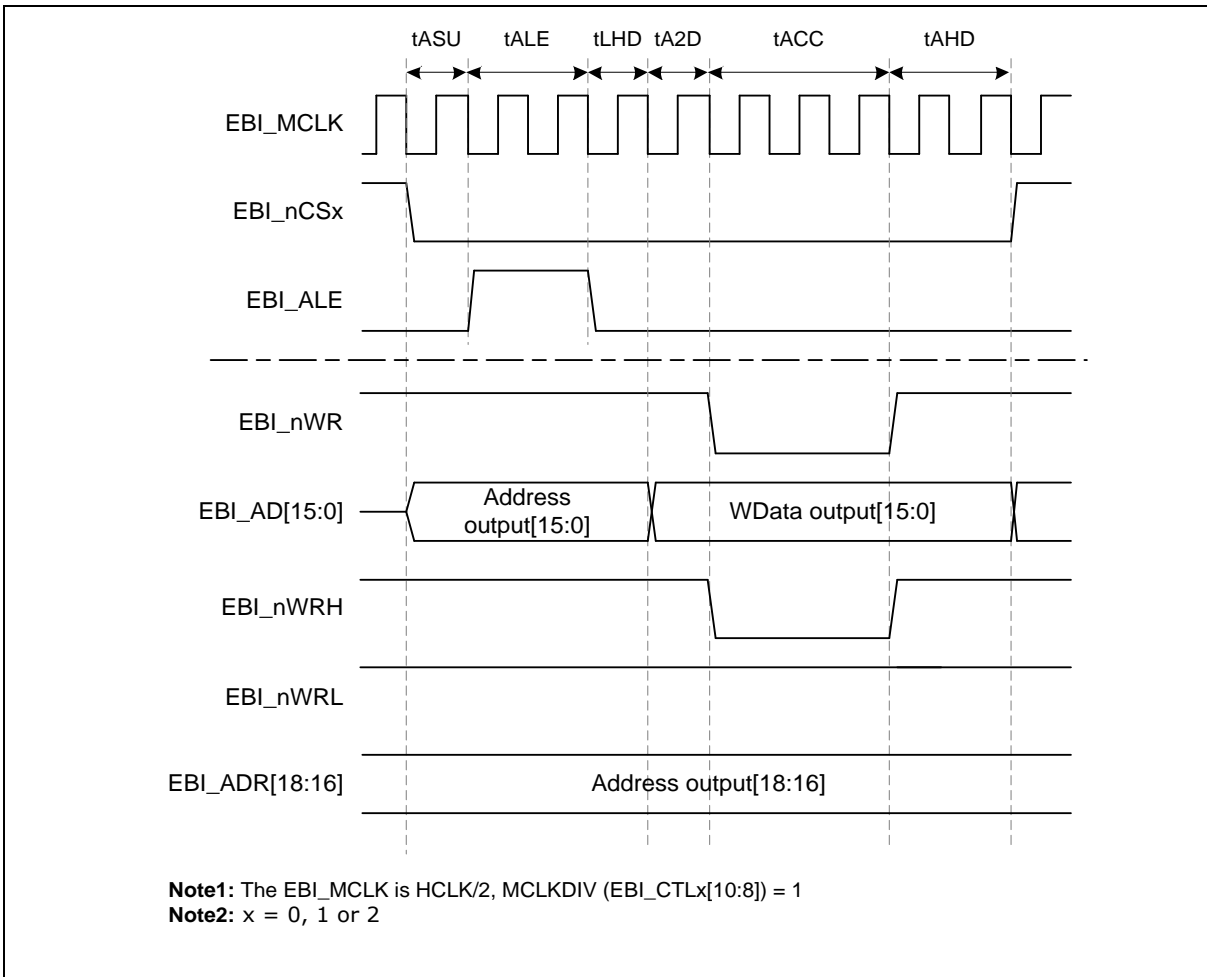 tASU tALE tLHD tA2D tACC tAHD
EBI_MCLK
EBI_nCSx
EBI_ALE
EBI_nWR
EBI_AD[15:0]
Address
output[15:0]
WData output[15:0]
EBI_nWRH
EBI_nWRL
EBI_ADR[18:16]
Address output[18:16]
Note1: The EBI_MCLK is HCLK/2, MCLKDIV (EBI_CTLx[10:8]) = 1
Note2: x = 0, 1 or 2